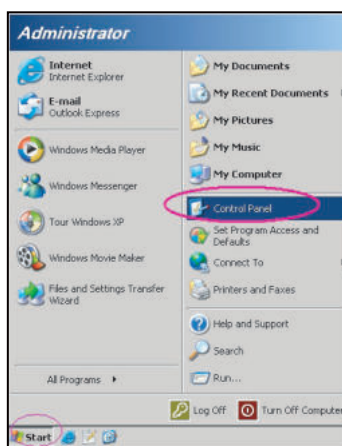 Administrator
Internet
Internet Explorer
E-mail
Outlook Express
Windows Media Player
Windows Messenger
Tour Windows XP
Windows Movie Maker
Files and Settings Transfer
Wizard
All Programs
My Documents
My Recent Documents
My Pictures
My Music
My Computer
Control Panel
Set Program Access and
Defaults
Connect To
Printers and Faxes
Help and Support
Search
Run...
Log Off
Turn Off Computer
Start